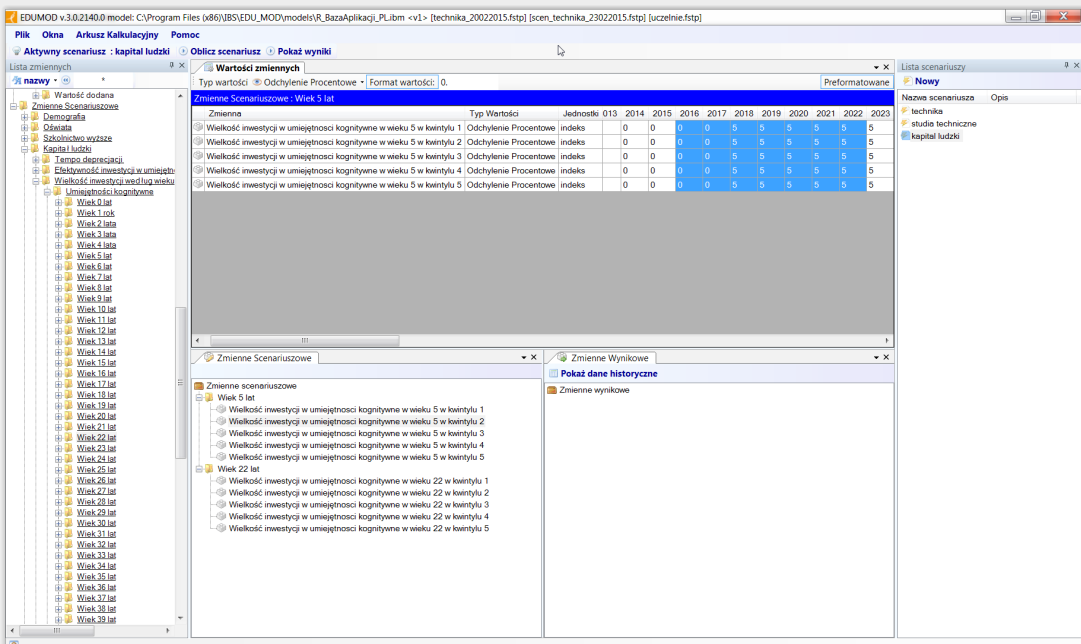 EDUMOD v.3.0.2140.0 model: C:\Program Files (x86)\IBS\EDU_MOD\models\R_BazaAplikacji_PL.ibm <v1> [technika_20022015.fstp] [scen_technika_23022015.fstp] [uczelnie.fstp]
Plik Okna Arkusz Kalkulacyjny Pomoc
Aktywny scenariusz : kapitał ludzki Oblicz scenariusz Pokaż wyniki
Lista zmiennych
nazwy *
Wartość dodana
Zmienne Scenariuszowe
Demografia
Oświata
Szkolnictwo wyższe
Kapitał ludzki
Tempo deprecjacji
Efektywność inwestycji w umiejętn
Wielkość inwestycji według wieku
Umiejętności kognitywne
Wiek 0 lat
Wiek 1 rok
Wiek 2 lata
Wiek 3 lata
Wiek 4 lata
Wiek 5 lat
Wiek 6 lat
Wiek 7 lat
Wiek 8 lat
Wiek 9 lat
Wiek 10 lat
Wiek 11 lat
Wiek 12 lat
Wiek 13 lat
Wiek 14 lat
Wiek 15 lat
Wiek 16 lat
Wiek 17 lat
Wiek 18 lat
Wiek 19 lat
Wiek 20 lat
Wiek 21 lat
Wiek 22 lat
Wiek 23 lat
Wiek 24 lat
Wiek 25 lat
Wiek 26 lat
Wiek 27 lat
Wiek 28 lat
Wiek 29 lat
Wiek 30 lat
Wiek 31 lat
Wiek 32 lat
Wiek 33 lat
Wiek 34 lat
Wiek 35 lat
Wiek 36 lat
Wiek 37 lat
Wiek 38 lat
Wiek 39 lat
Wartości zmiennych
Typ wartości Odchylenie Procentowe Format wartości: 0. Preformatowane
Zmienne Scenariuszowe : Wiek 5 lat
Zmienna Typ Wartości Jednostki 013 2014 2015 2016 2017 2018 2019 2020 2021 2022 2023
Wielkość inwestycji w umiejętnosci kognitywne w wieku 5 w kwintylu 1 Odchylenie Procentowe indeks 0 0 0 0 5 5 5 5 5 5
Wielkość inwestycji w umiejętnosci kognitywne w wieku 5 w kwintylu 2 Odchylenie Procentowe indeks 0 0 0 0 5 5 5 5 5 5
Wielkość inwestycji w umiejętnosci kognitywne w wieku 5 w kwintylu 3 Odchylenie Procentowe indeks 0 0 0 0 5 5 5 5 5 5
Wielkość inwestycji w umiejętnosci kognitywne w wieku 5 w kwintylu 4 Odchylenie Procentowe indeks 0 0 0 0 5 5 5 5 5 5
Wielkość inwestycji w umiejętnosci kognitywne w wieku 5 w kwintylu 5 Odchylenie Procentowe indeks 0 0 0 0 5 5 5 5 5 5
Zmienne Scenariuszowe
Zmienne scenariuszowe
Wiek 5 lat
Wielkość inwestycji w umiejętnosci kognitywne w wieku 5 w kwintylu 1
Wielkość inwestycji w umiejętnosci kognitywne w wieku 5 w kwintylu 2
Wielkość inwestycji w umiejętnosci kognitywne w wieku 5 w kwintylu 3
Wielkość inwestycji w umiejętnosci kognitywne w wieku 5 w kwintylu 4
Wielkość inwestycji w umiejętnosci kognitywne w wieku 5 w kwintylu 5
Wiek 22 lat
Wielkość inwestycji w umiejętnosci kognitywne w wieku 22 w kwintylu 1
Wielkość inwestycji w umiejętnosci kognitywne w wieku 22 w kwintylu 2
Wielkość inwestycji w umiejętnosci kognitywne w wieku 22 w kwintylu 3
Wielkość inwestycji w umiejętnosci kognitywne w wieku 22 w kwintylu 4
Wielkość inwestycji w umiejętnosci kognitywne w wieku 22 w kwintylu 5
Zmienne Wynikowe
Pokaż dane historyczne
Zmienne wynikowe
Lista scenariuszy
Nowy
Nazwa scenariusza Opis
technika
studia techniczne
kapitał ludzki